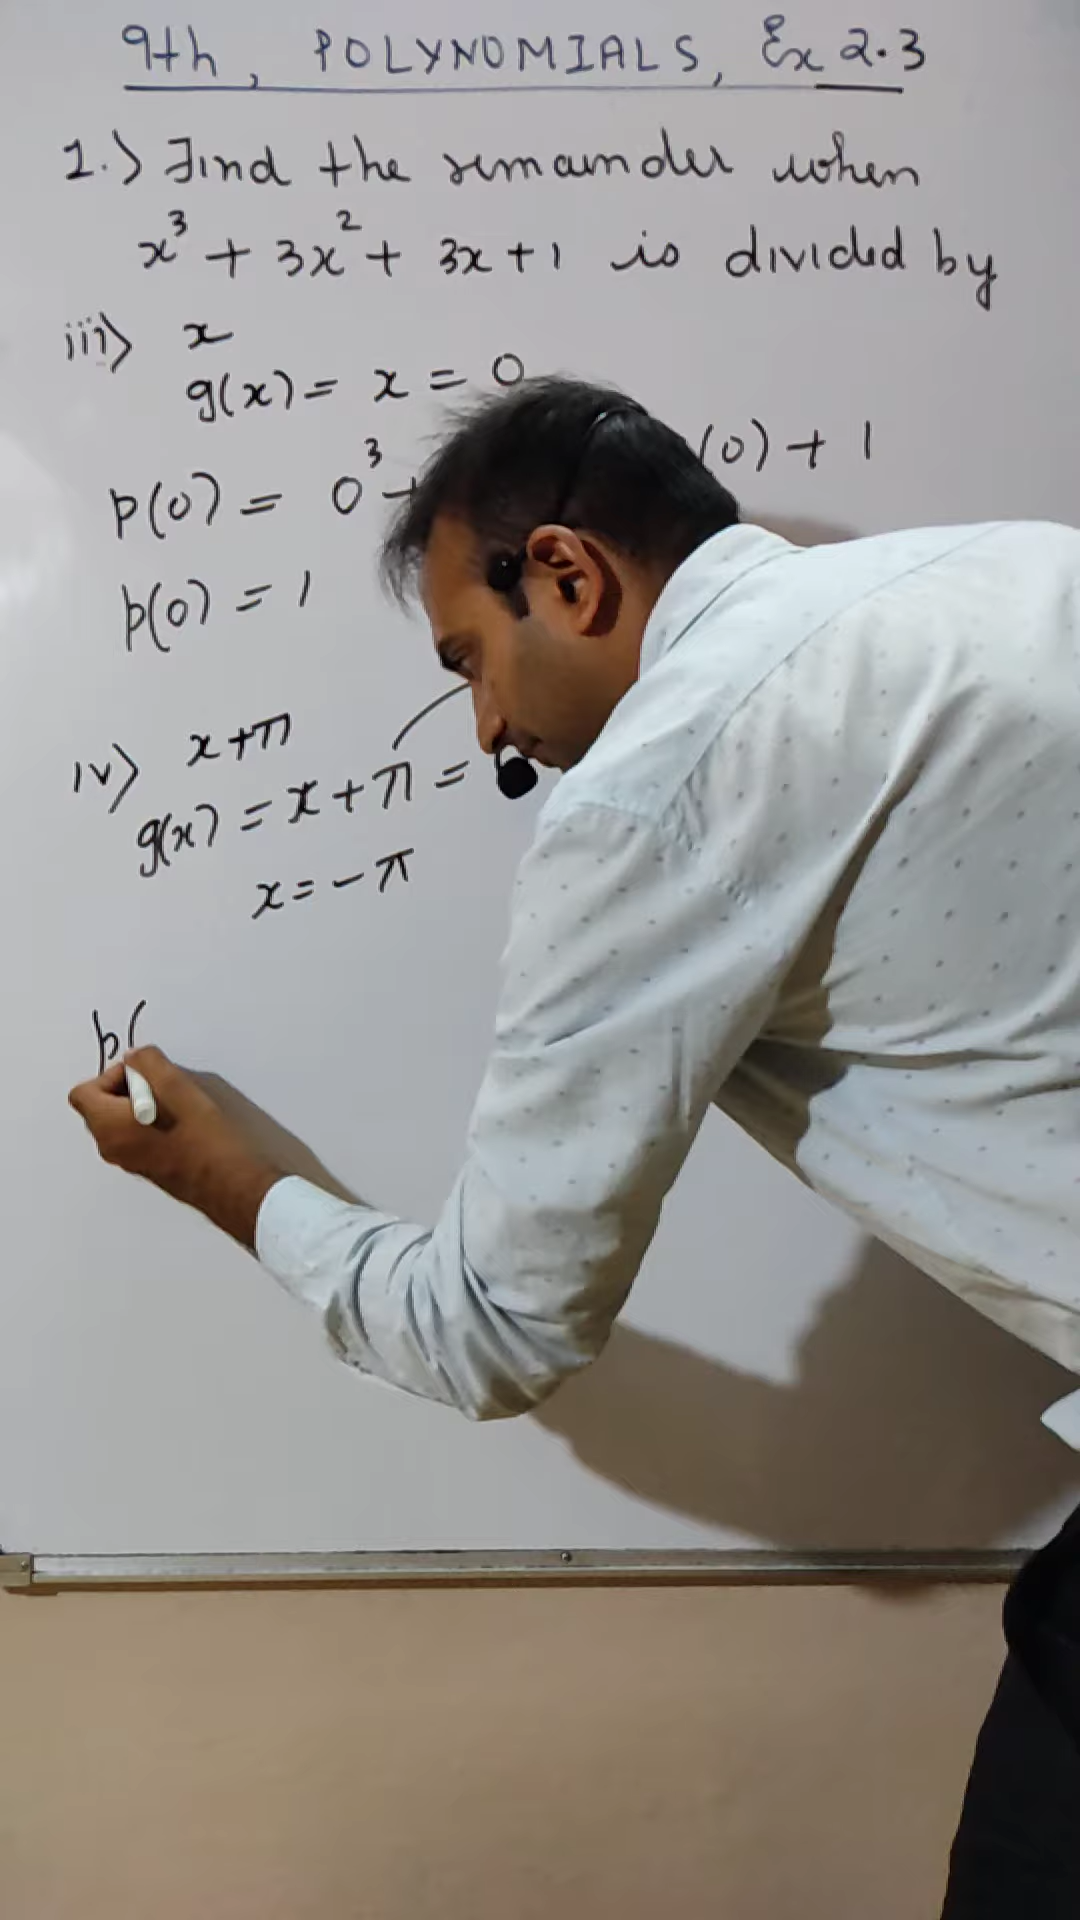 9th, POLYNOMIALS, Ex 2.3
1.) Find the remainder when
x³ + 3x² + 3x + 1 is divided by
iii) x
g(x) = x = 0
p(0) = 0³ + (0) + 1
p(0) = 1
iv) x+π
g(x) = x + π =
x = -π
p(